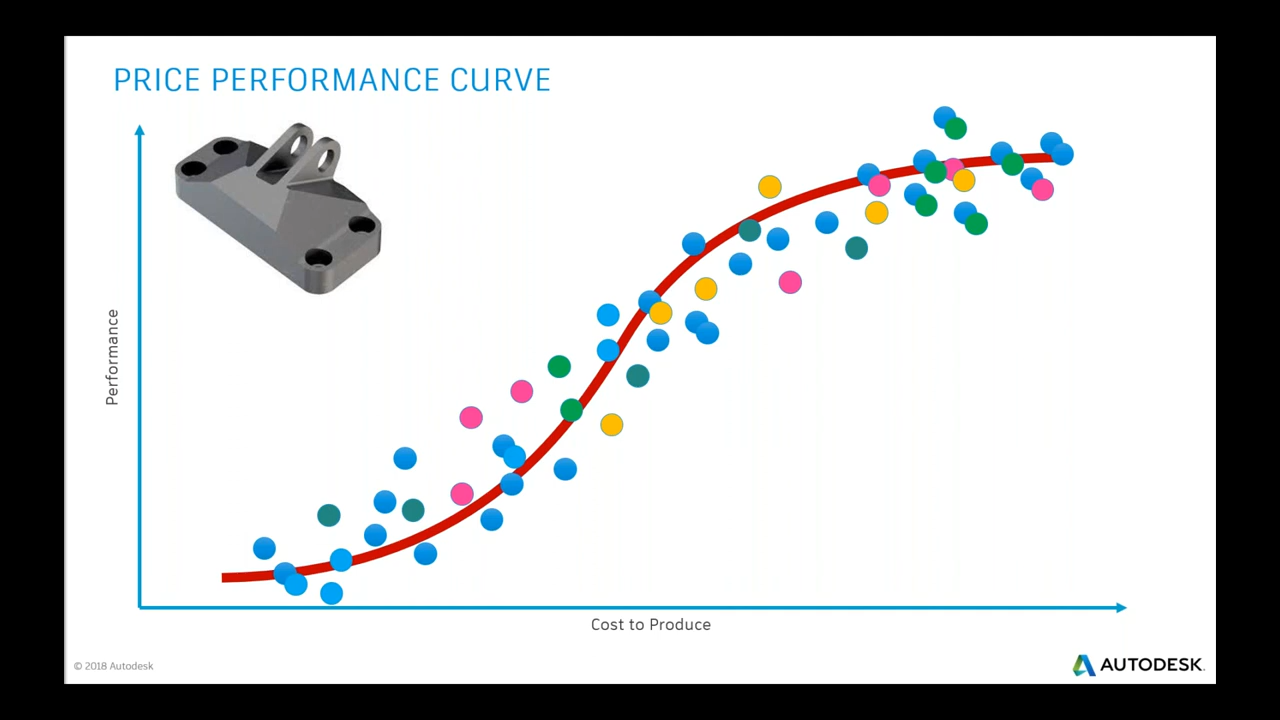 PRICE PERFORMANCE CURVE
Performance
Cost to Produce
© 2018 Autodesk
AUTODESK.